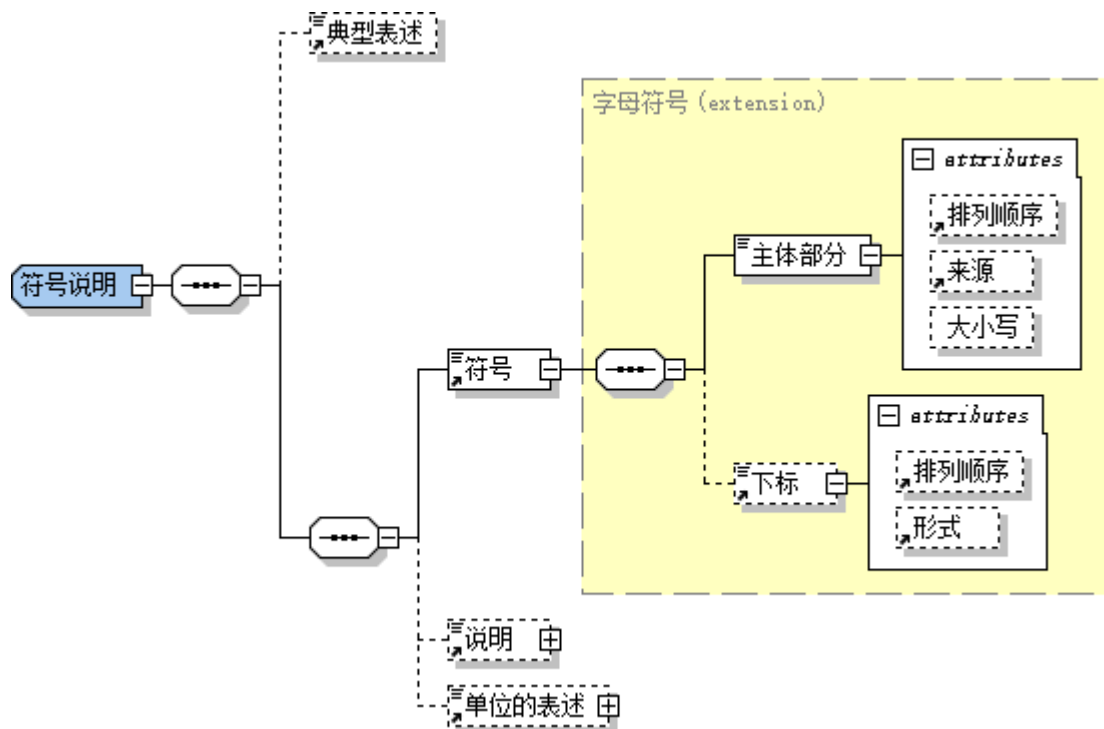 典型表述
字母符号 (extension)
attributes
排列顺序
主体部分
来源
符号说明
大小写
符号
attributes
排列顺序
下标
形式
说明
单位的表述